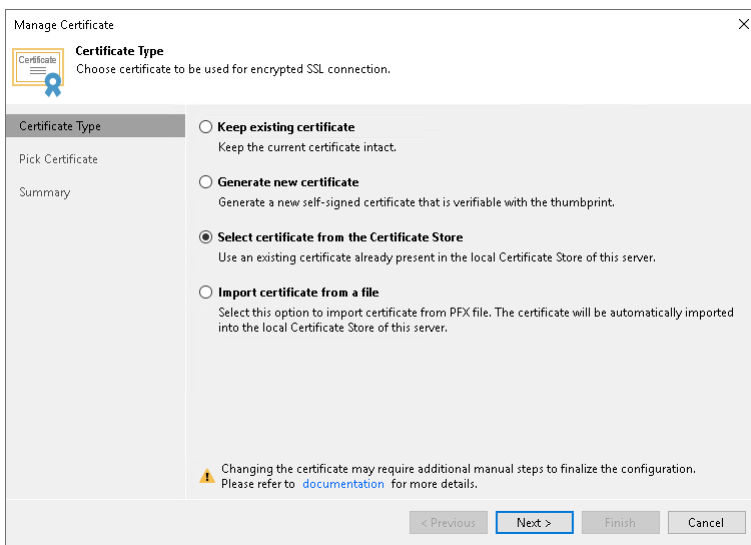 Manage Certificate
Certificate
Certificate Type
Choose certificate to be used for encrypted SSL connection.
Certificate Type
Pick Certificate
Summary
Keep existing certificate
Keep the current certificate intact.
Generate new certificate
Generate a new self-signed certificate that is verifiable with the thumbprint.
Select certificate from the Certificate Store
Use an existing certificate already present in the local Certificate Store of this server.
Import certificate from a file
Select this option to import certificate from PFX file. The certificate will be automatically imported
into the local Certificate Store of this server.
Changing the certificate may require additional manual steps to finalize the configuration.
Please refer to documentation for more details.
< Previous
Next >
Finish
Cancel